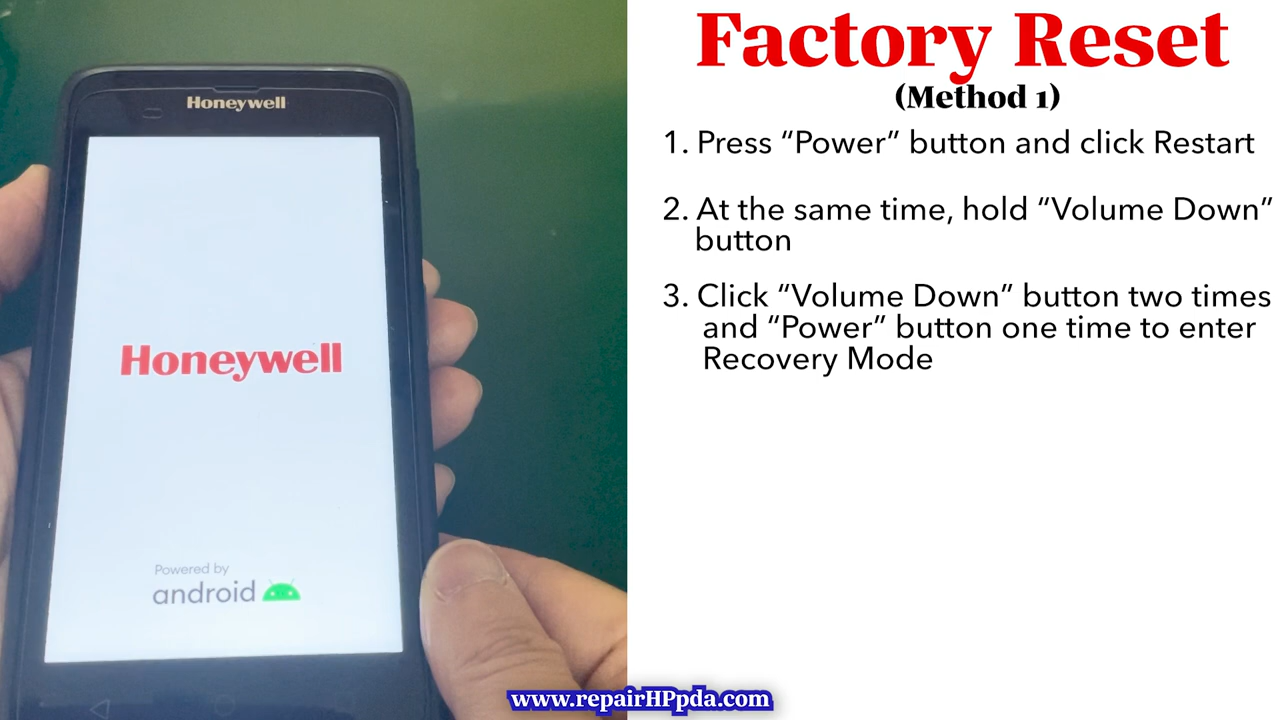 Honeywell
Honeywell
Powered by
android
Factory Reset
(Method 1)
1. Press “Power” button and click Restart
2. At the same time, hold “Volume Down”
button
3. Click “Volume Down” button two times
and “Power” button one time to enter
Recovery Mode
www.repairHPpda.com